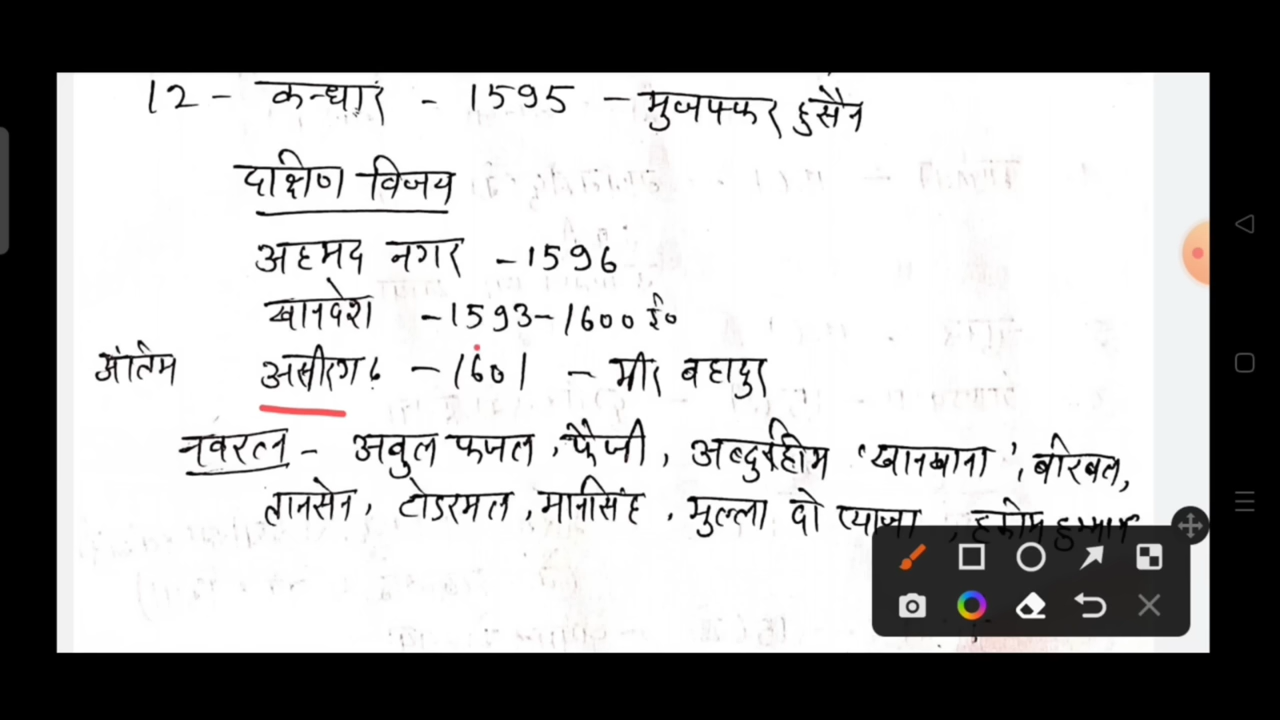 12 - कन्धार - 1595 - मुजफ्फर हुसैन
दक्षिण विजय
अहमद नगर - 1596
खानदेश - 1593 - 1600 ई०
अंतिम असीरगढ़ - 1601 - मीर बहादुर
नवरत्न - अबुल फजल, फैजी, अब्दुर्रहीम 'खानखाना', बीरबल,
तानसेन, टोडरमल, मानसिंह, मुल्ला दो प्याजा, हकीम हुम्माम